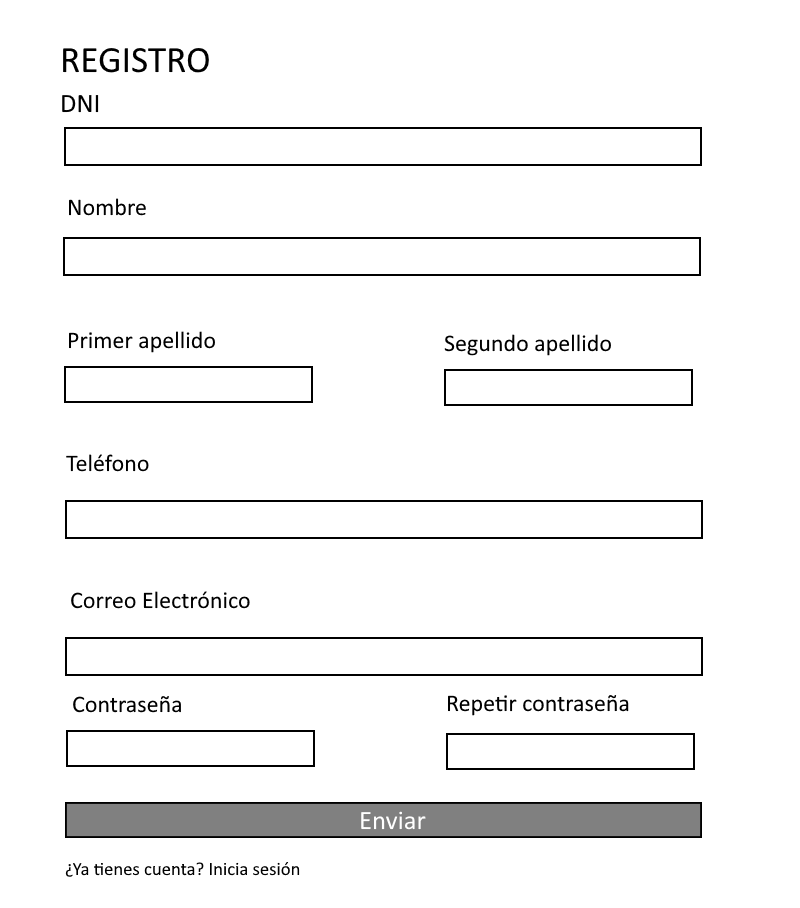 REGISTRO
DNI
Nombre
Primer apellido
Segundo apellido
Teléfono
Correo Electrónico
Contraseña
Repetir contraseña
Enviar
¿Ya tienes cuenta? Inicia sesión